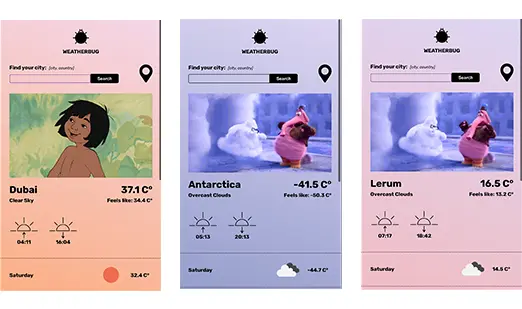 WEATHERBUG
Find your city: (city, country)
Search
Dubai 37.1 C°
Clear Sky Feels like: 34.4 C°
04:11 16:04
Saturday 32.4 C°
WEATHERBUG
Find your city: (city, country)
Search
Antarctica -41.5 C°
Overcast Clouds Feels like: -50.3 C°
05:13 20:13
Saturday -44.7 C°
WEATHERBUG
Find your city: (city, country)
Search
Lerum 16.5 C°
Overcast Clouds Feels like: 13.2 C°
07:17 18:42
Saturday 14.5 C°